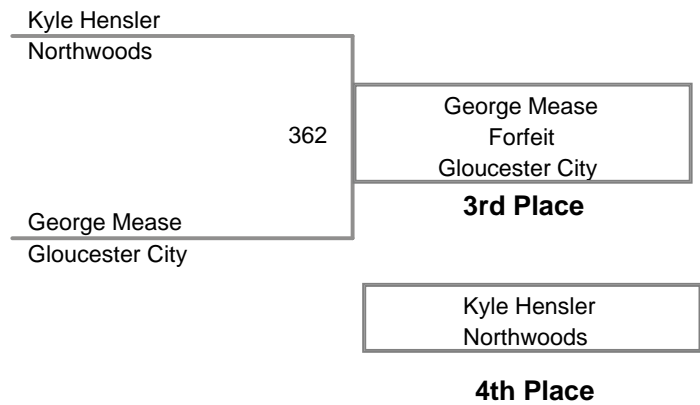 Kyle Hensler
Northwoods
362
George Mease
Forfeit
Gloucester City
3rd Place
George Mease
Gloucester City
Kyle Hensler
Northwoods
4th Place